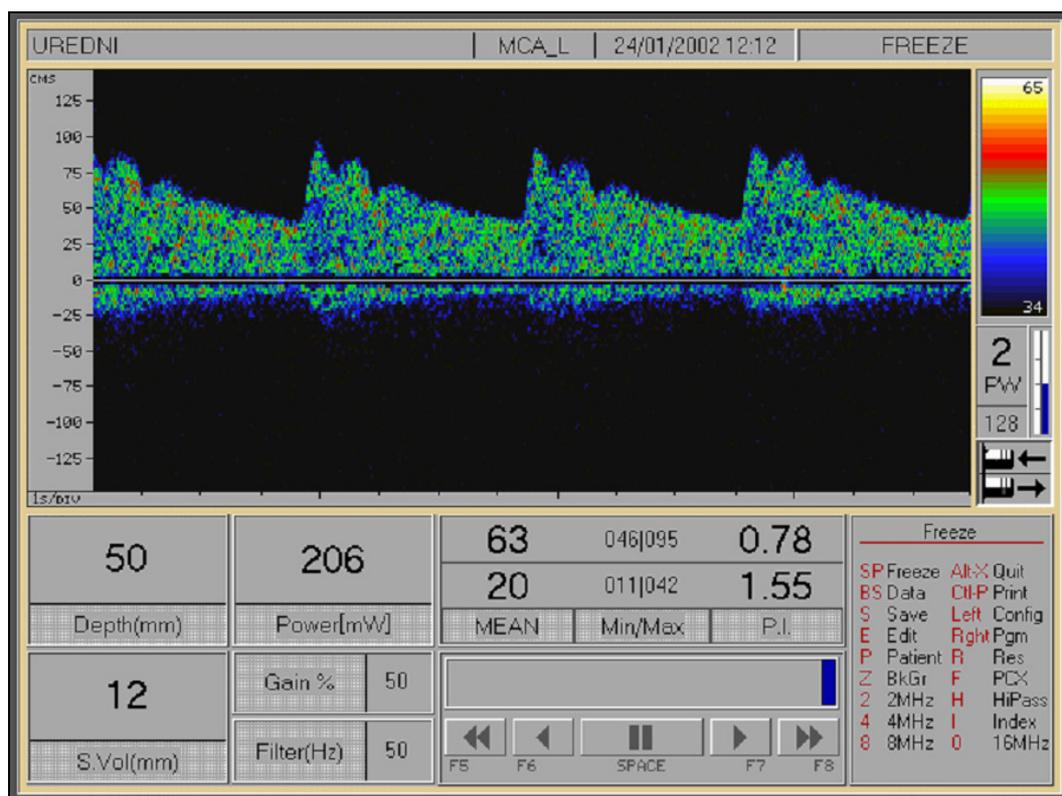 UREDNI | MCA_L | 24/01/2002 12:12 FREEZE
CMS
125
100
75
50
25
0
-25
-50
-75
-100
-125
1s/DIV
65
34
2
PW
128
50
Depth(mm)
206
Power[mW]
63 046|095 0.78
20 011|042 1.55
MEAN Min/Max P.I.
12
S.Vol(mm)
Gain % 50
Filter(Hz) 50
F5 F6 SPACE F7 F8
Freeze
SP Freeze Alt-X Quit
BS Data Ctl-P Print
S Save Left Config
E Edit Rght Pgm
P Patient R Res
Z BkGr F PCX
2 2MHz H HiPass
4 4MHz I Index
8 8MHz 0 16MHz